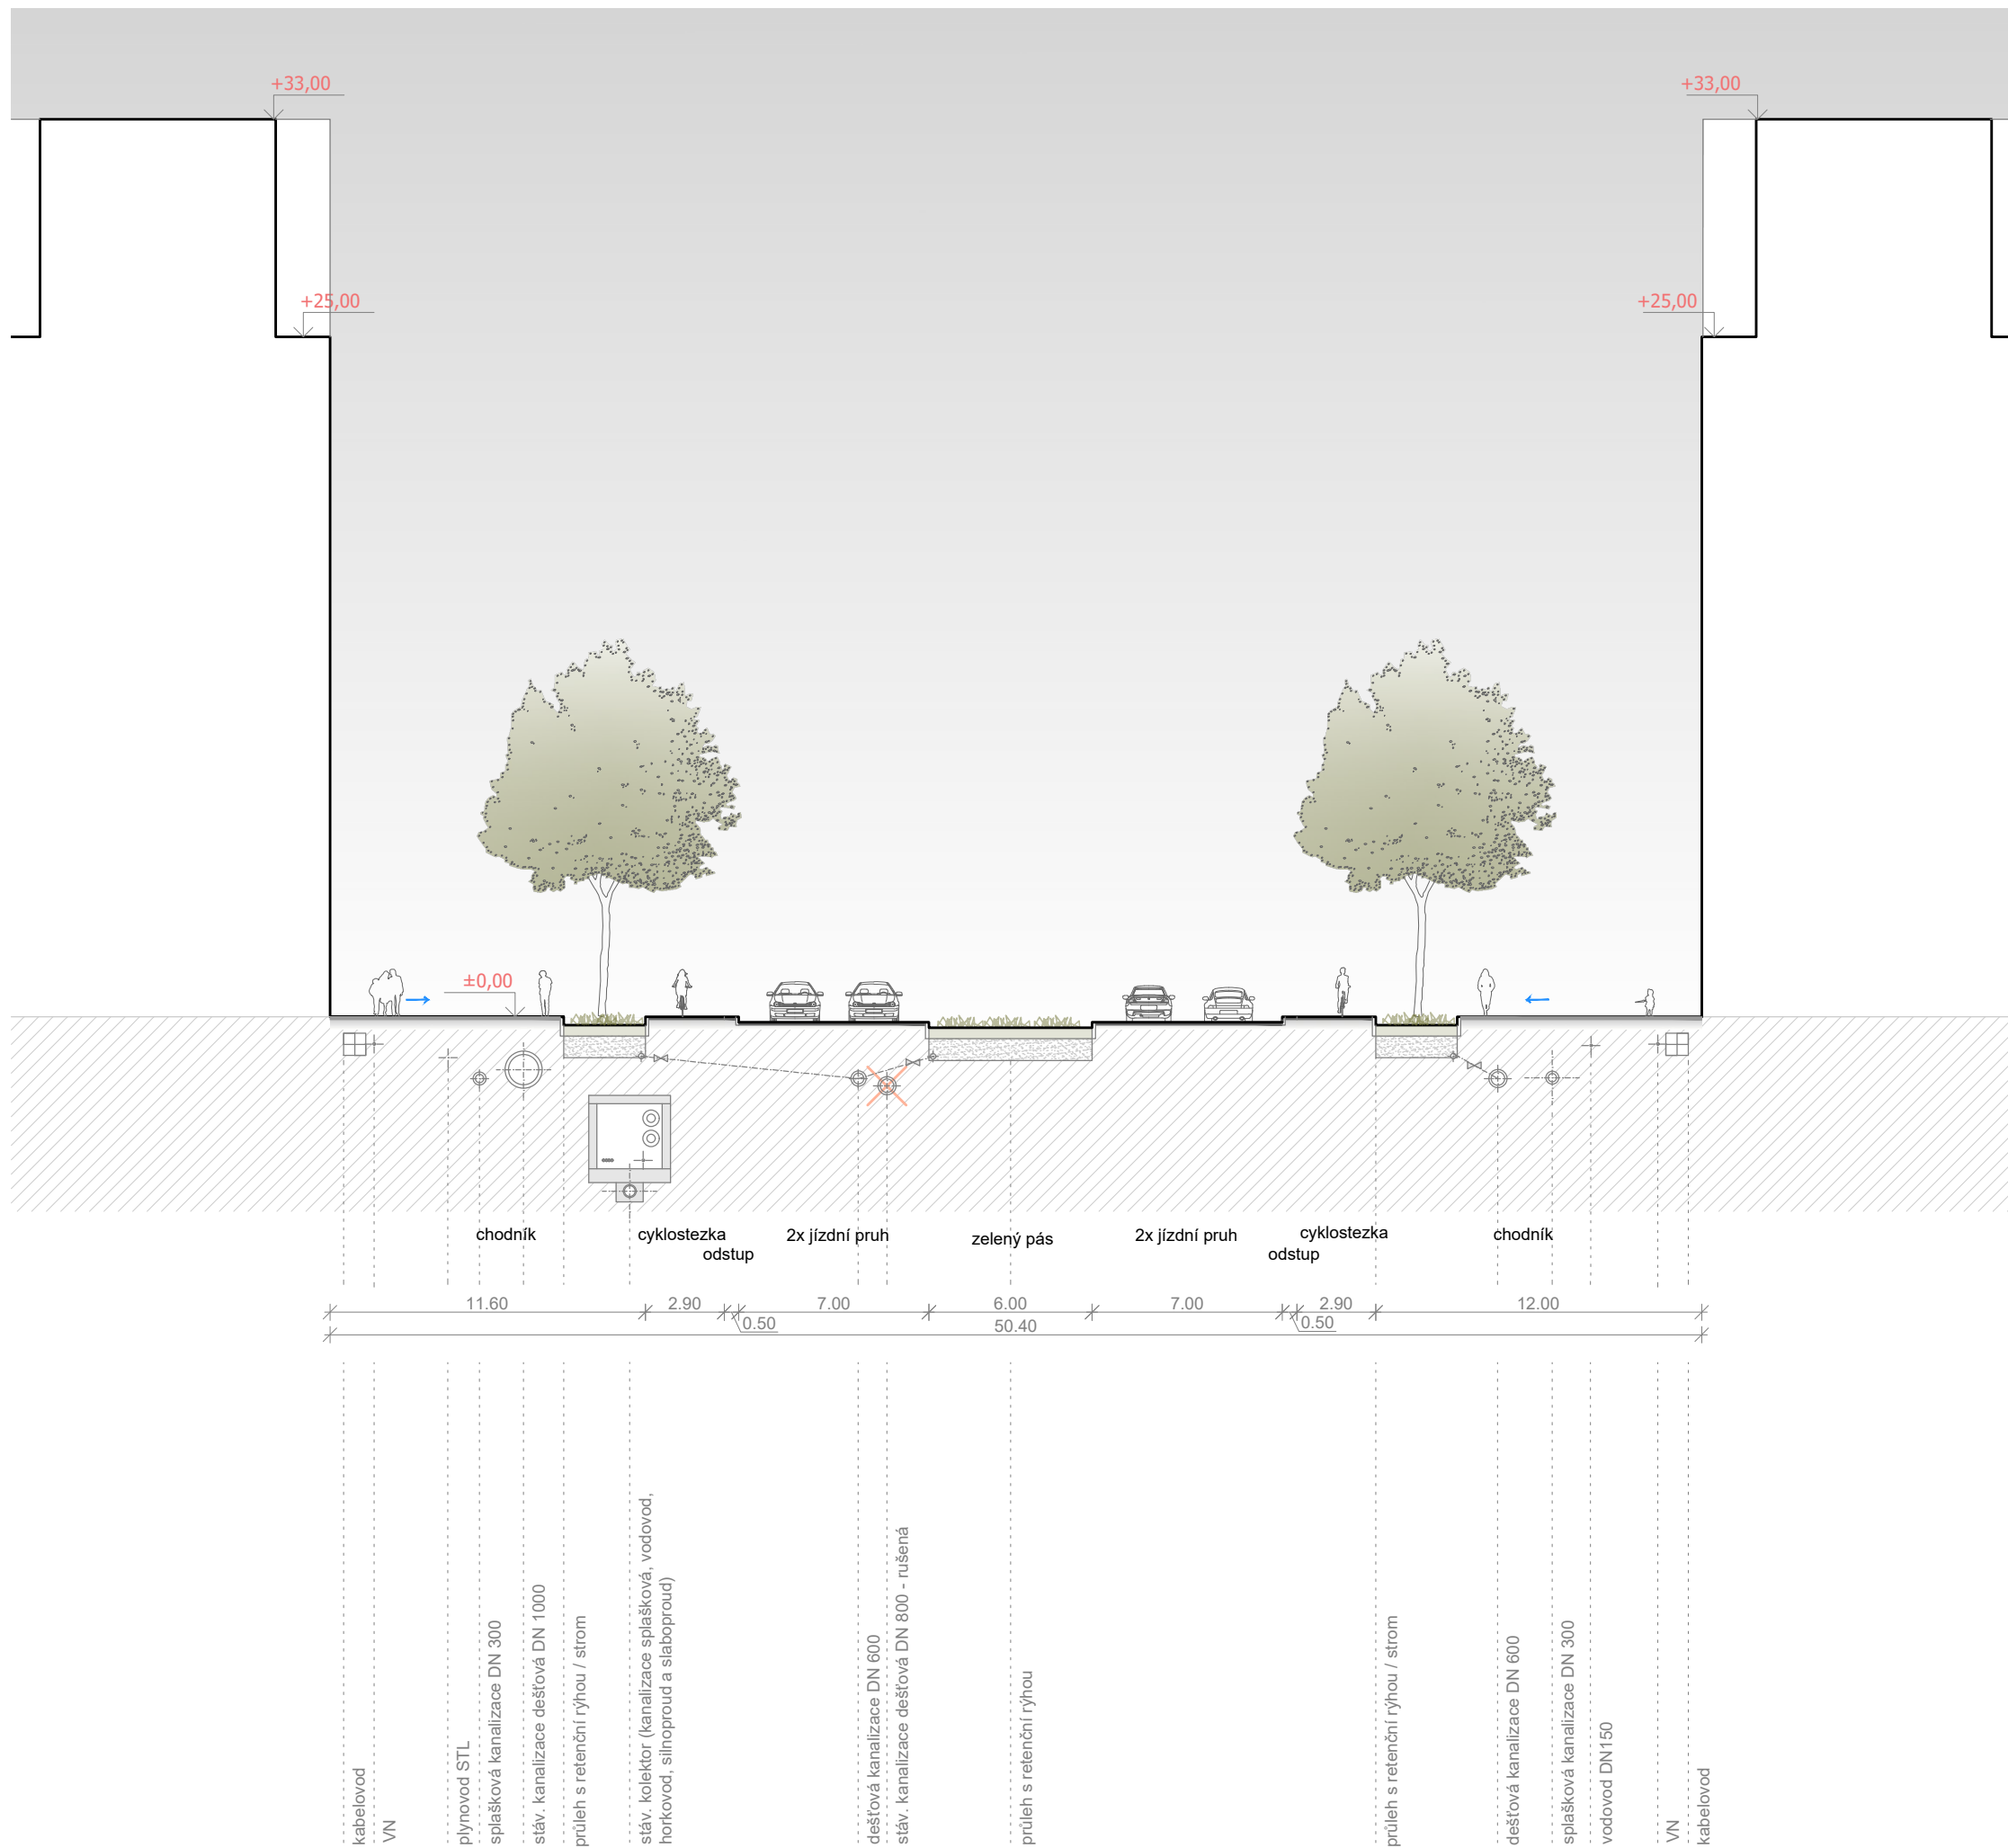 +33,00
+33,00
+25,00
+25,00
±0,00
chodník
cyklostezka
odstup
2x jízdní pruh
zelený pás
2x jízdní pruh
odstup
cyklostezka
chodník
11.60
2.90
0.50
7.00
6.00
7.00
0.50
2.90
12.00
50.40
kabelovod
VN
plynovod STL
splašková kanalizace DN 300
stáv. kanalizace dešťová DN 1000
průleh s retenční rýhou / strom
stáv. kolektor (kanalizace splašková, vodovod,
horkovod, silnoproud a slaboproud)
dešťová kanalizace DN 600
stáv. kanalizace dešťová DN 800 - rušená
průleh s retenční rýhou
průleh s retenční rýhou / strom
dešťová kanalizace DN 600
splašková kanalizace DN 300
vodovod DN150
VN
kabelovod